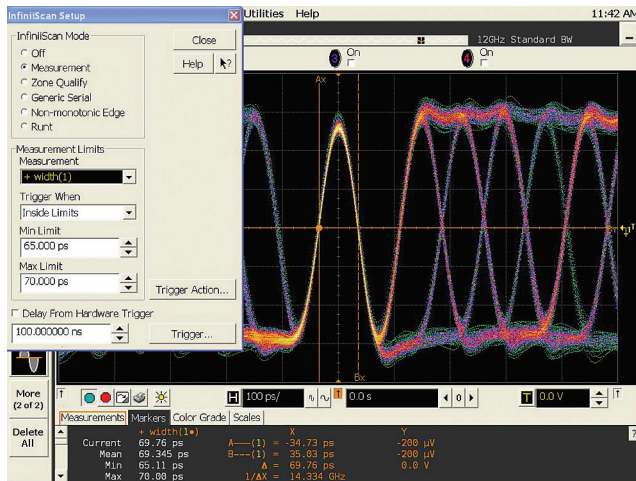 InfiniiScan Setup
Utilities Help 11:42 AM
InfiniiScan Mode
Off
Measurement
Zone Qualify
Generic Serial
Non-monotonic Edge
Runt
Close
Help
12GHz Standard BW
3 On
4 On
Measurement Limits
Measurement
+ width(1)
Trigger When
Inside Limits
Min Limit
65.000 ps
Max Limit
70.000 ps
Trigger Action...
Delay From Hardware Trigger
100.000000 ns
Trigger...
Ax
Bx
More
(2 of 2)
Delete
All
H 100 ps/ 0.0 s 0 T 0.0 V
Measurements Markers Color Grade Scales
+ width(1•) X Y
Current 69.76 ps A—(1) = -34.73 ps -200 µV
Mean 69.345 ps B---(1) = 35.03 ps -200 µV
Min 65.11 ps Δ = 69.76 ps 0.0 V
Max 70.00 ps 1/ΔX = 14.334 GHz